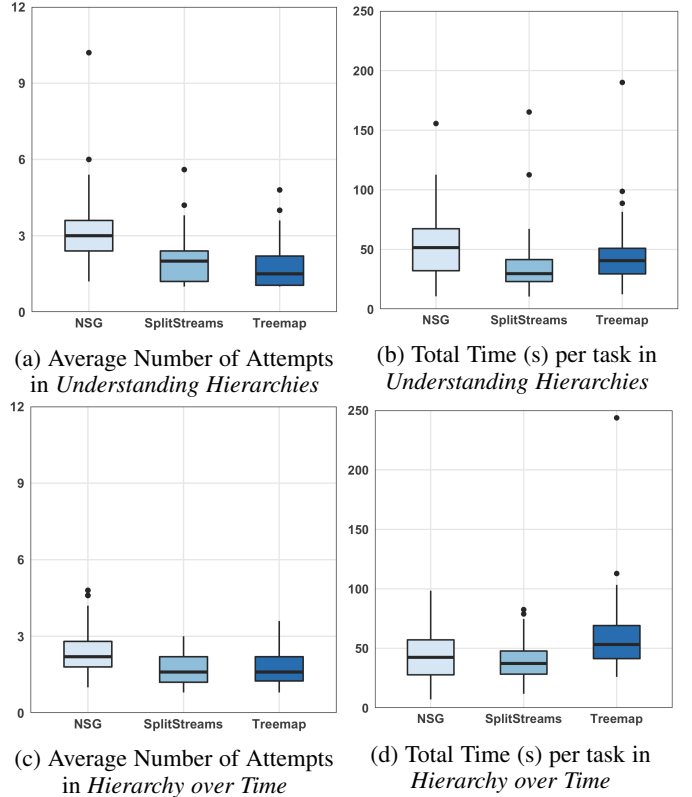 12
9
6
3
0
NSG SplitStreams Treemap
(a) Average Number of Attempts
in Understanding Hierarchies
250
200
150
100
50
0
NSG SplitStreams Treemap
(b) Total Time (s) per task in
Understanding Hierarchies
12
9
6
3
0
NSG SplitStreams Treemap
(c) Average Number of Attempts
in Hierarchy over Time
250
200
150
100
50
0
NSG SplitStreams Treemap
(d) Total Time (s) per task in
Hierarchy over Time